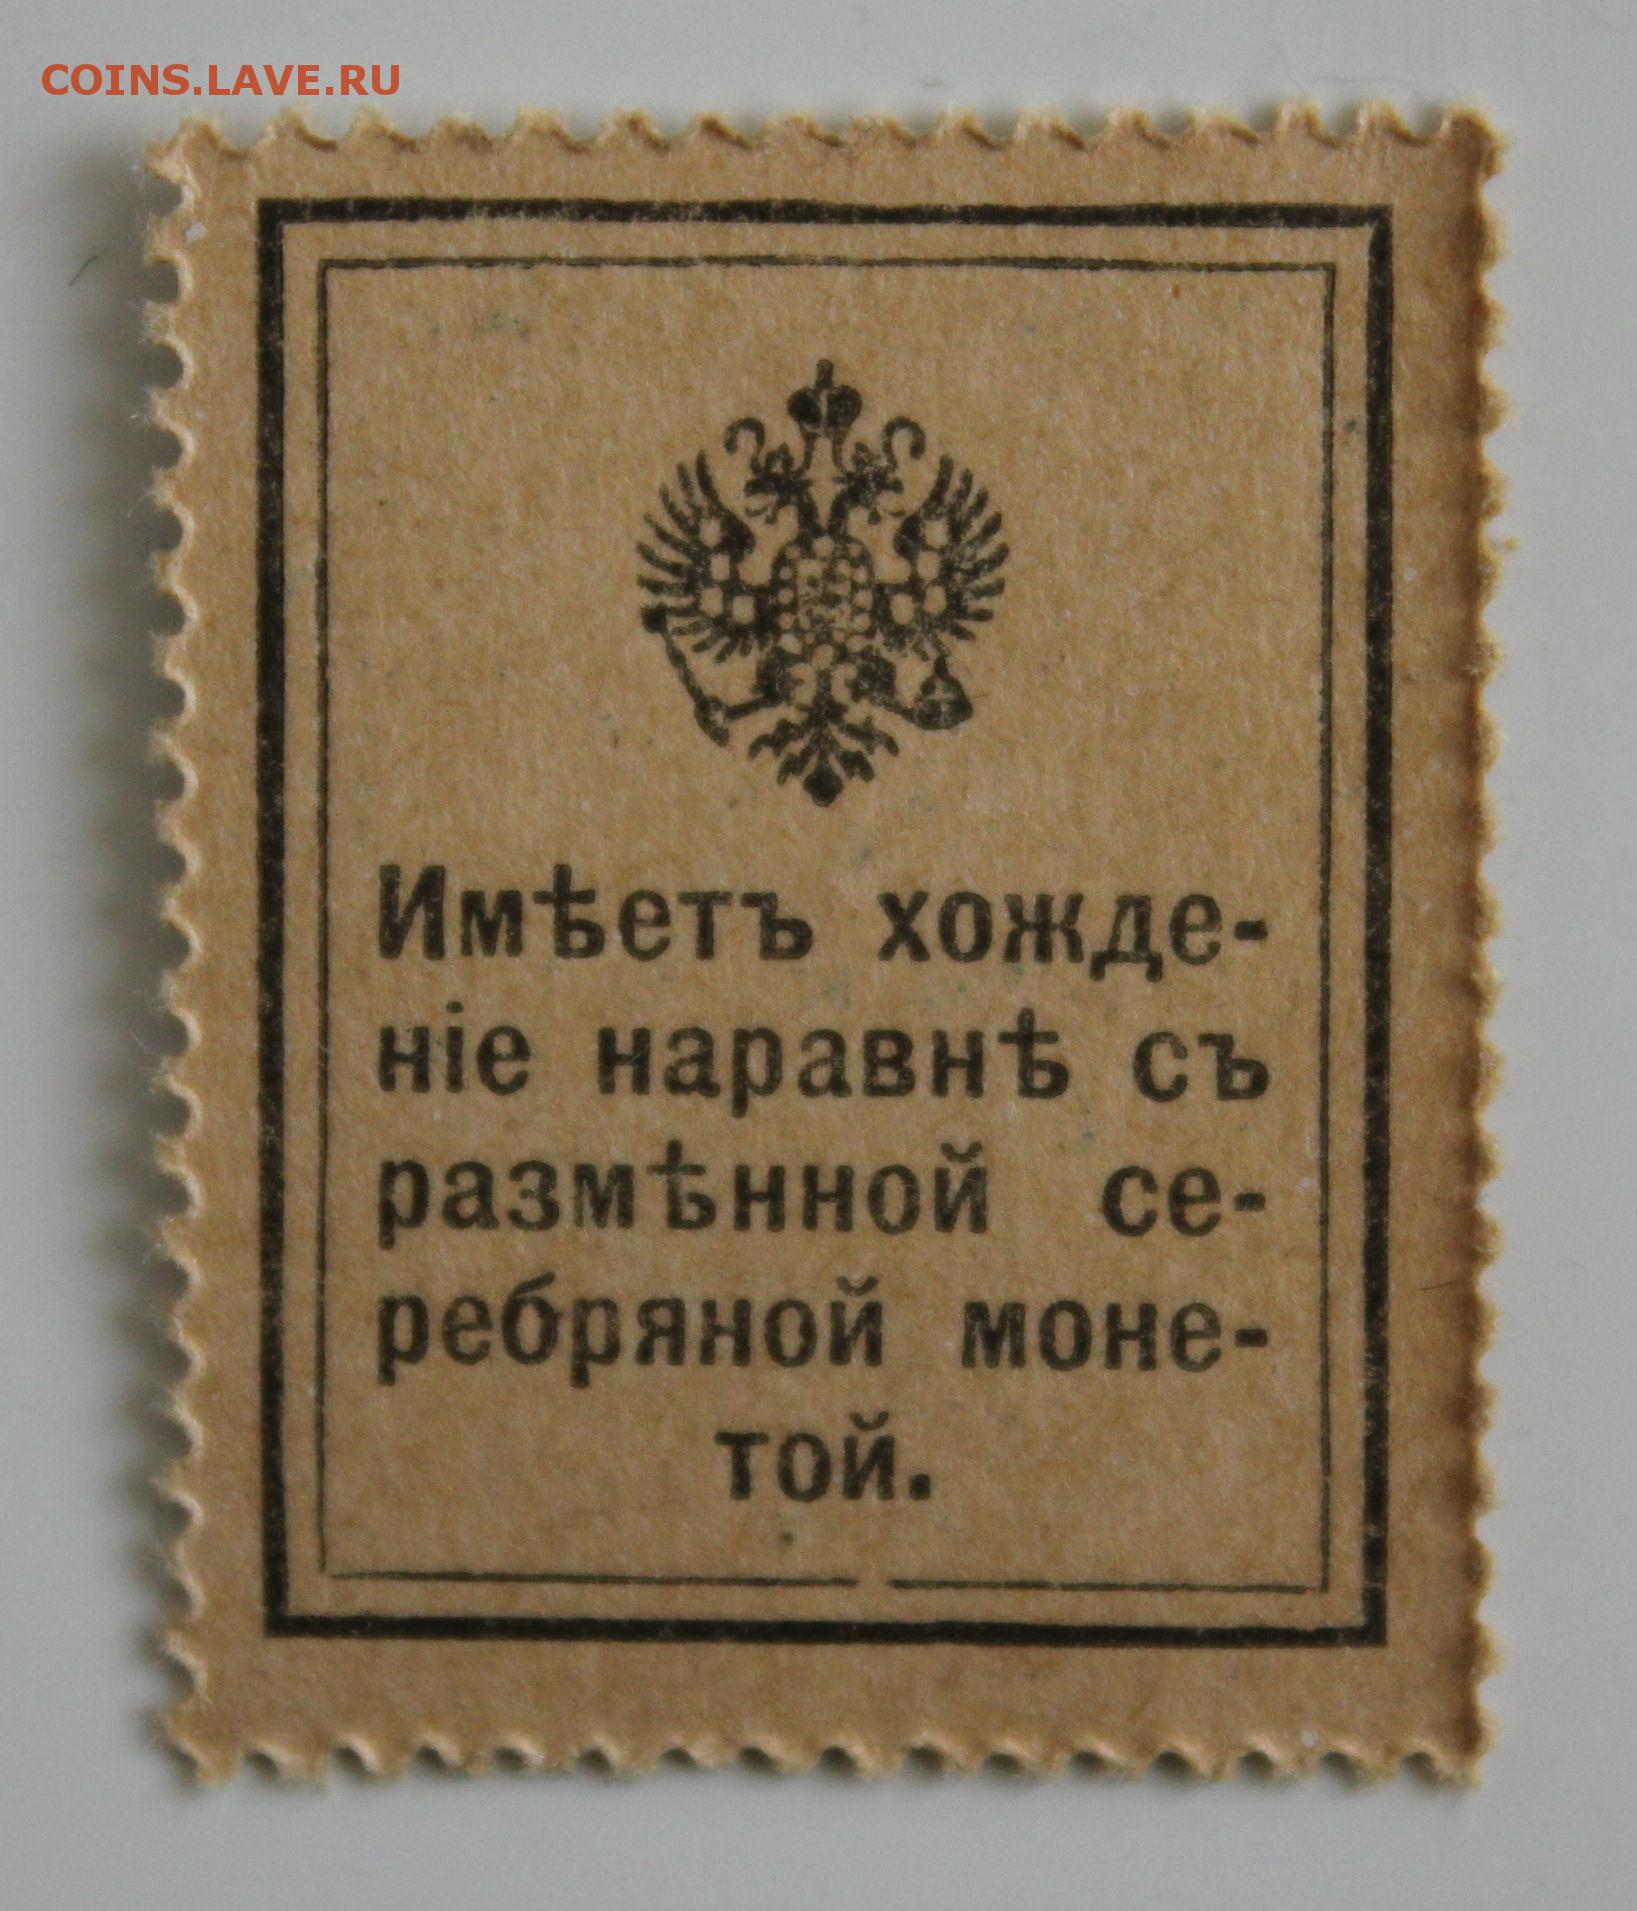 COINS.LAVE.RU
Имѣетъ хожде-
ніе наравнѣ съ
размѣнной се-
ребряной моне-
той.